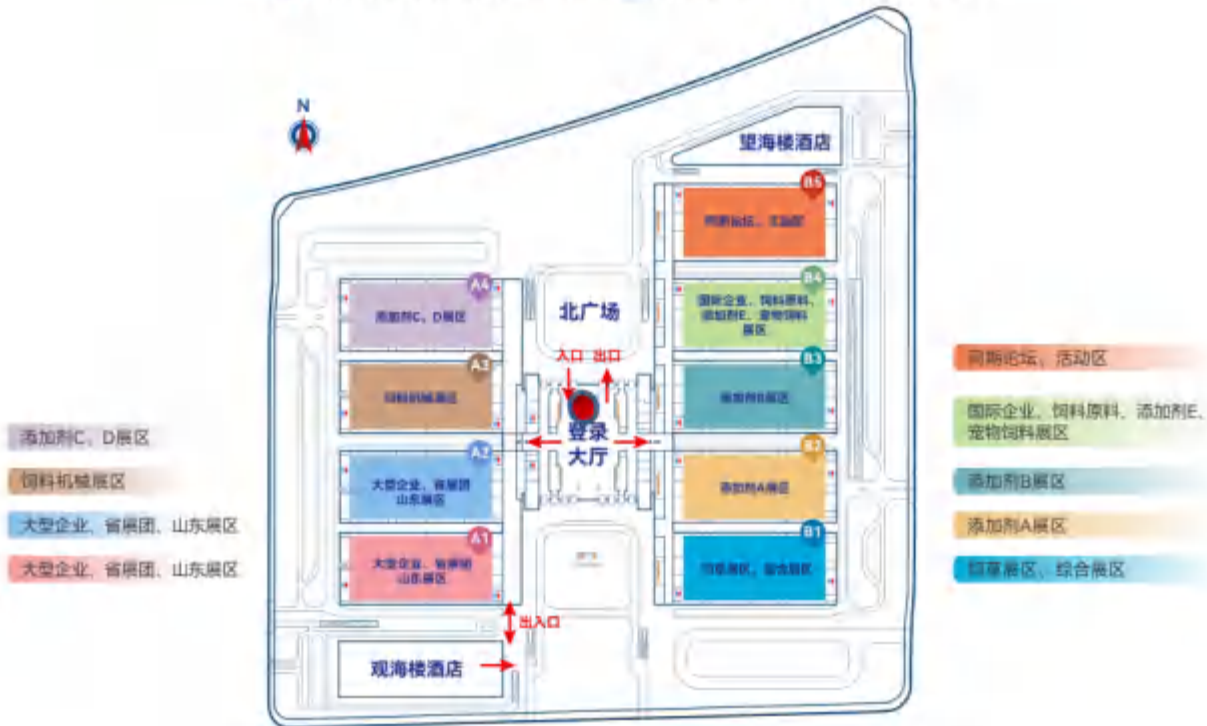 N
望海楼酒店
B5
同期论坛、活动区
A4
添加剂C、D展区
北广场
B4
国际企业、饲料原料、
添加剂E、宠物饲料
展区
入口 出口
A3
饲料机械展区
B3
添加剂B展区
登录
大厅
A2
大型企业、省展团
山东展区
B2
添加剂A展区
A1
大型企业、省展团
山东展区
B1
出入口
观海楼酒店
添加剂C、D展区
饲料机械展区
大型企业、省展团、山东展区
大型企业、省展团、山东展区
同期论坛、活动区
国际企业、饲料原料、添加剂E、
宠物饲料展区
添加剂B展区
添加剂A展区
展区、综合展区